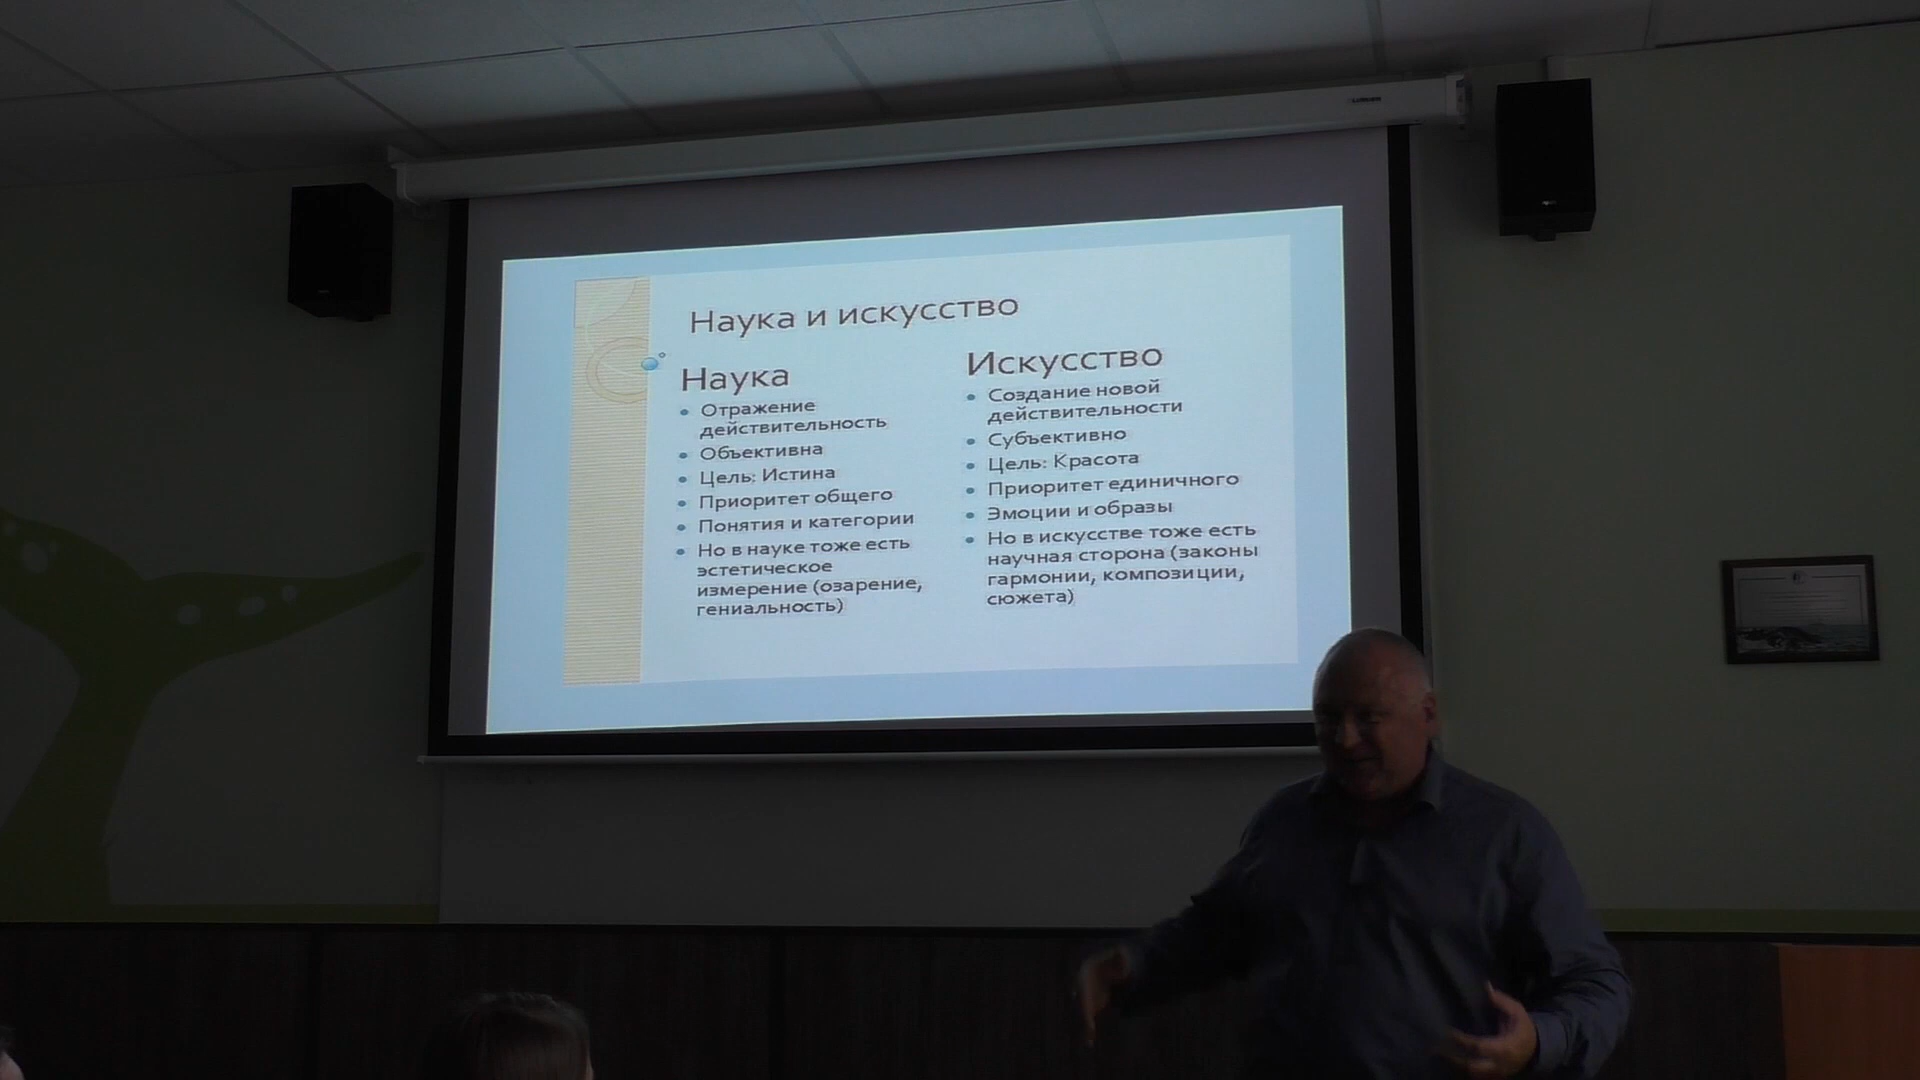 Наука и искусство
Наука
Отражение
действительность
Объективна
Цель: Истина
Приоритет общего
Понятия и категории
Но в науке тоже есть
эстетическое
измерение (озарение,
гениальность)
Искусство
Создание новой
действительности
Субъективно
Цель: Красота
Приоритет единичного
Эмоции и образы
Но в искусстве тоже есть
научная сторона (законы
гармонии, композиции,
сюжета)